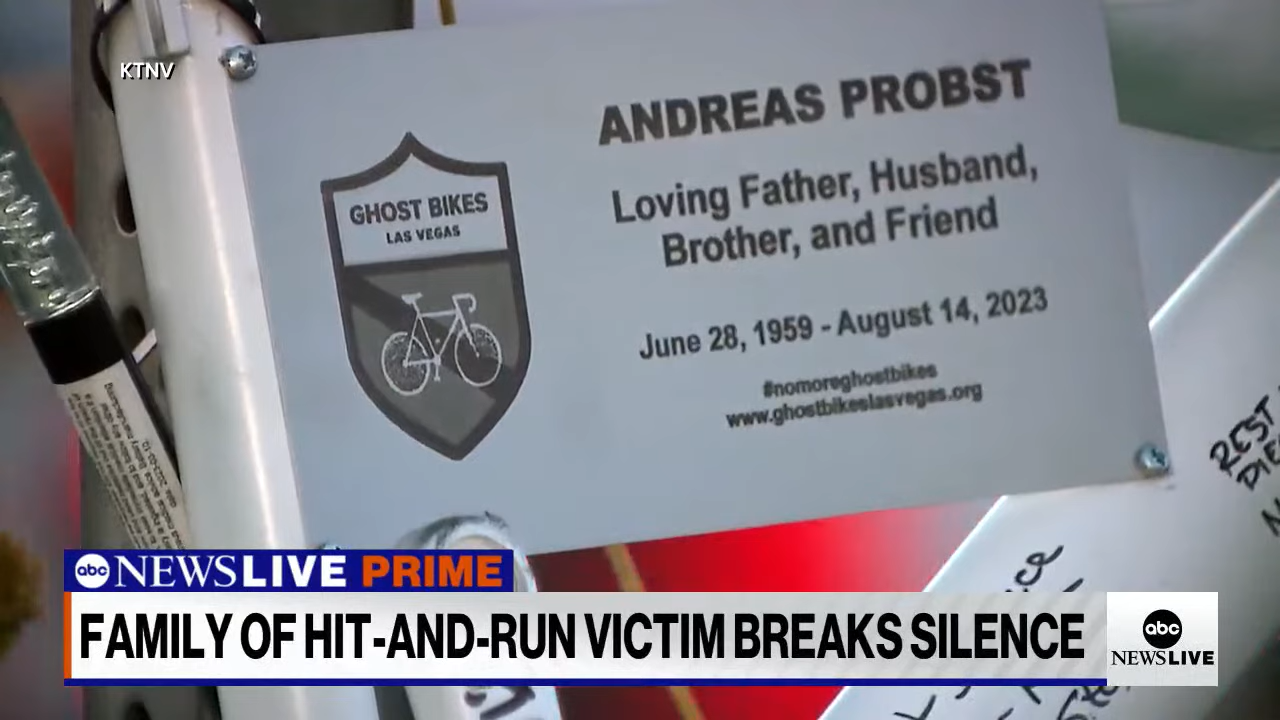 KTNV
ANDREAS PROBST
Loving Father, Husband,
Brother, and Friend
June 28, 1959 - August 14, 2023
#nomoreghostbikes
www.ghostbikeslasvegas.org
GHOST BIKES
LAS VEGAS
REST
abc NEWS LIVE PRIME
FAMILY OF HIT-AND-RUN VICTIM BREAKS SILENCE
abc
NEWS LIVE